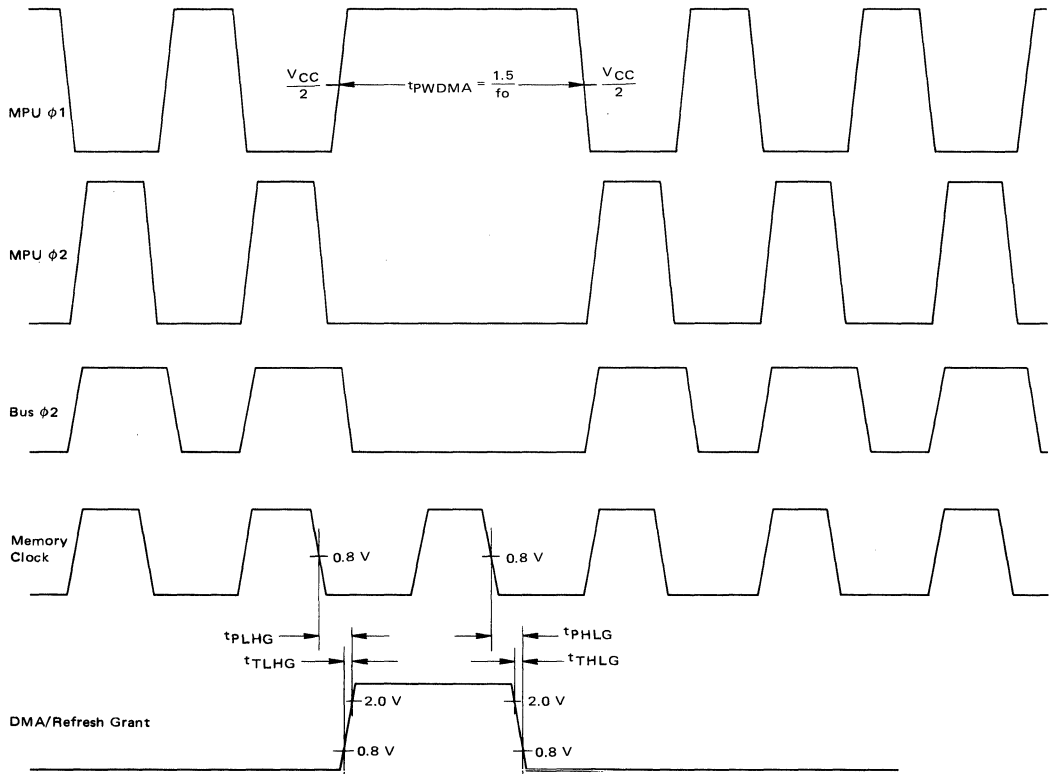 V_CC/2 t_PWDMA = 1.5/fo V_CC/2
MPU φ1
MPU φ2
Bus φ2
Memory
Clock
0.8 V 0.8 V
t_PLHG t_PHLG
t_TLHG t_THLG
2.0 V 2.0 V
DMA/Refresh Grant
0.8 V 0.8 V